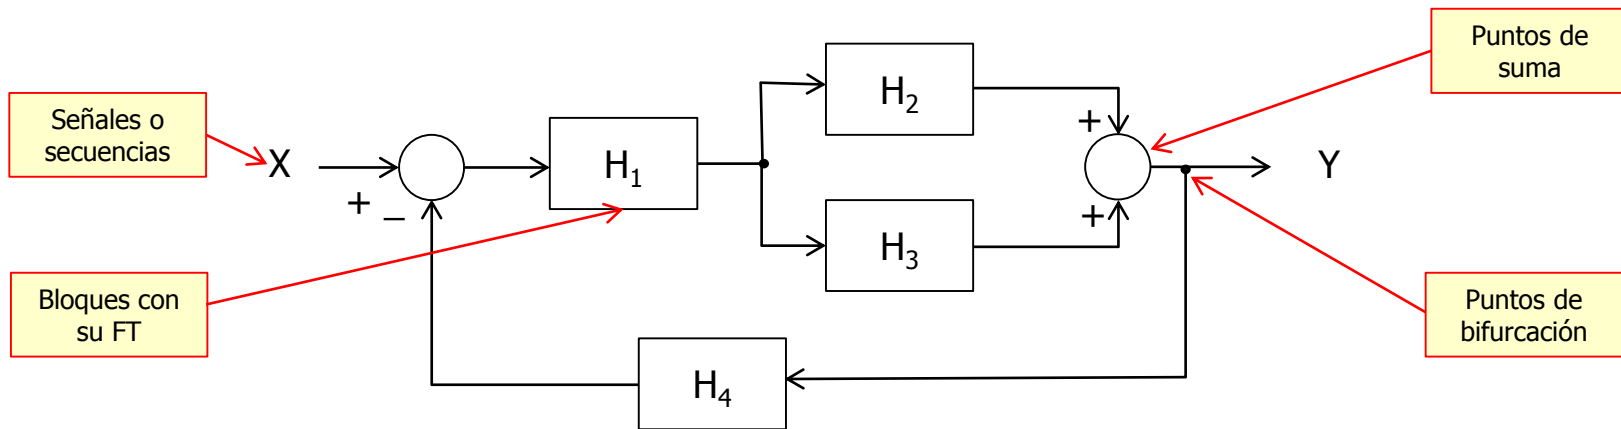 Señales o
secuencias
X
+
–
H₁
H₂
H₃
+
+
Y
H₄
Puntos de
suma
Bloques con
su FT
Puntos de
bifurcación